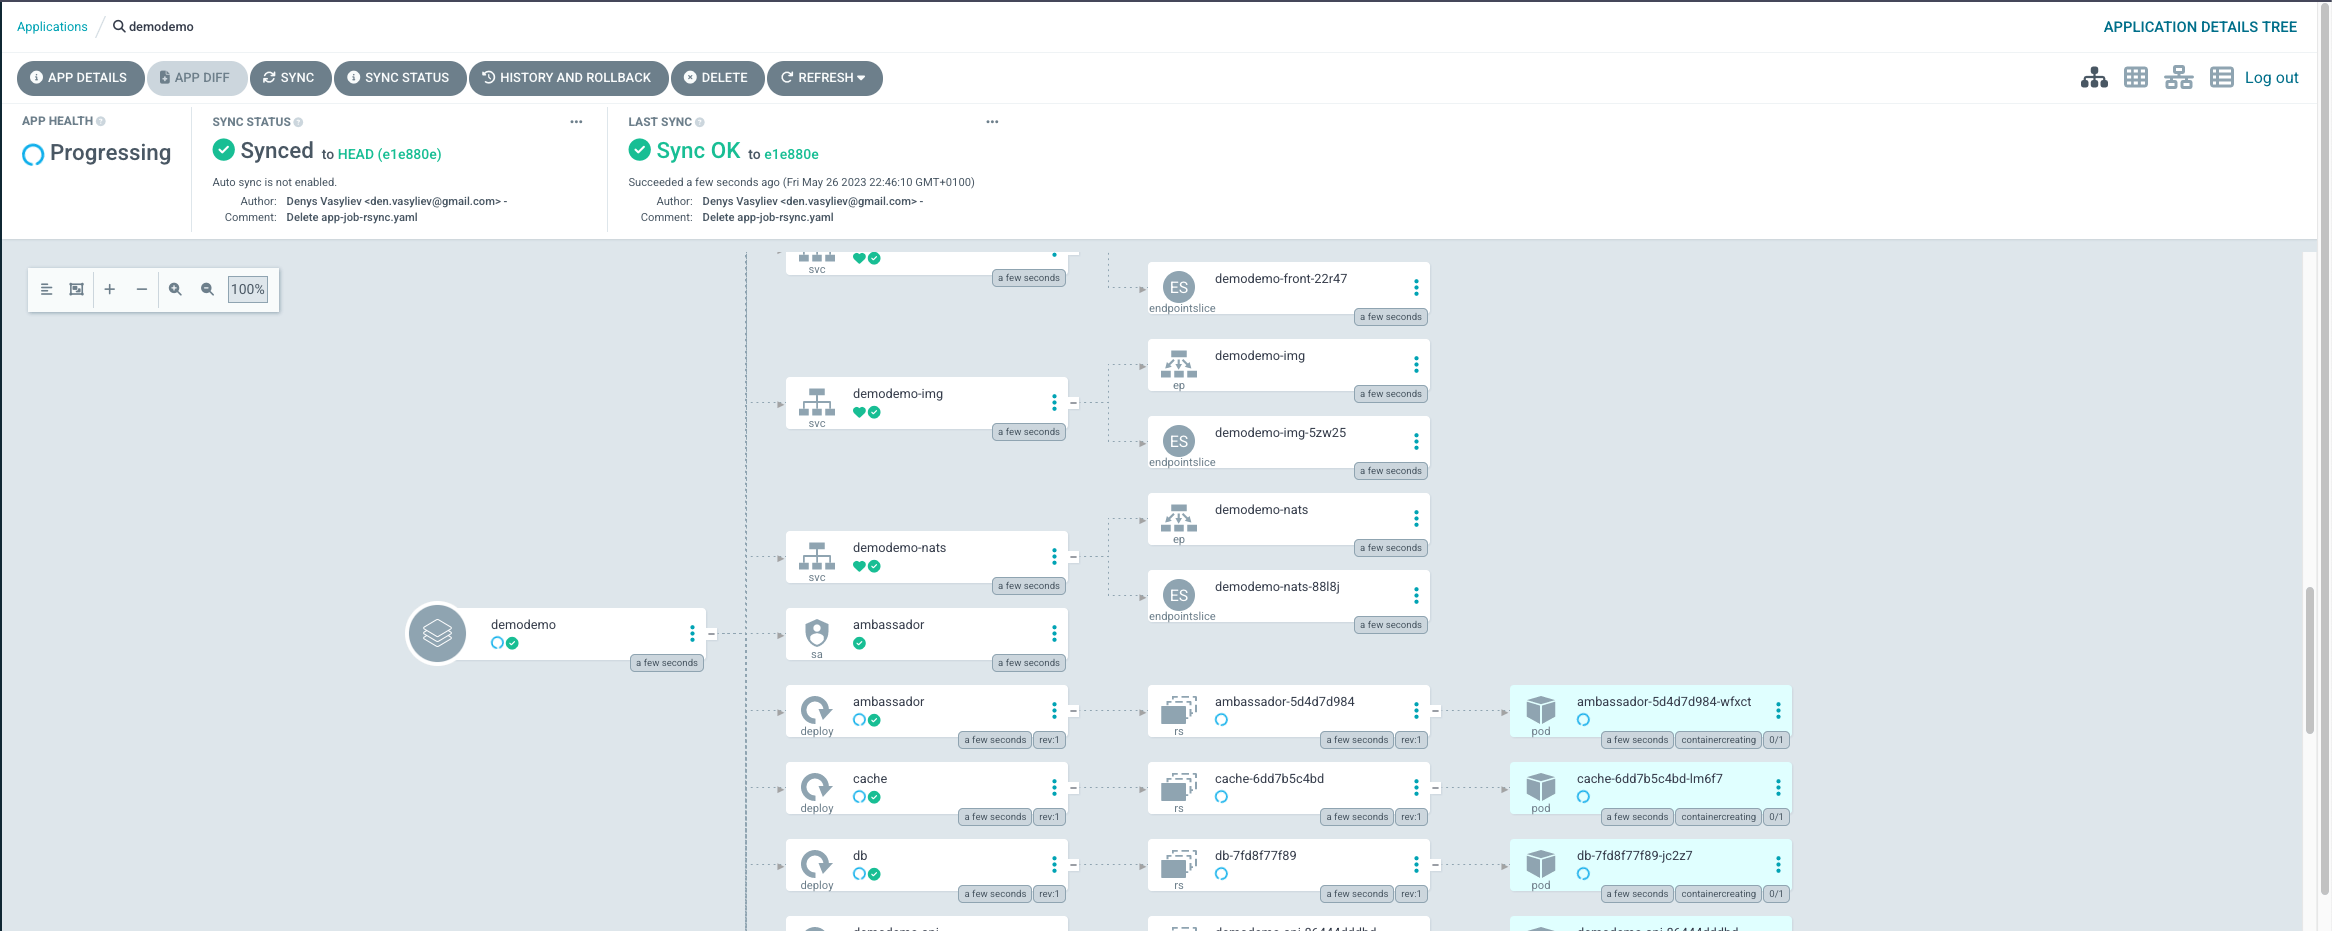 Applications / demodemo
APPLICATION DETAILS TREE
APP DETAILS APP DIFF SYNC SYNC STATUS HISTORY AND ROLLBACK DELETE REFRESH
Log out
APP HEALTH
Progressing
SYNC STATUS
Synced to HEAD (e1e880e)
Auto sync is not enabled.
Author: Denys Vasyliev <den.vasyliev@gmail.com> -
Comment: Delete app-job-rsync.yaml
LAST SYNC
Sync OK to e1e880e
Succeeded a few seconds ago (Fri May 26 2023 22:46:10 GMT+0100)
Author: Denys Vasyliev <den.vasyliev@gmail.com> -
Comment: Delete app-job-rsync.yaml
100%
svc
a few seconds
ES
endpointslice
demodemo-front-22r47
a few seconds
demodemo-img
ep
a few seconds
demodemo-img
svc
a few seconds
ES
endpointslice
demodemo-img-5zw25
a few seconds
demodemo-nats
ep
a few seconds
demodemo-nats
svc
a few seconds
ES
endpointslice
demodemo-nats-88l8j
a few seconds
demodemo
a few seconds
ambassador
sa
a few seconds
ambassador
deploy
a few seconds rev:1
ambassador-5d4d7d984
rs
a few seconds rev:1
ambassador-5d4d7d984-wfxct
pod
a few seconds containercreating 0/1
cache
deploy
a few seconds rev:1
cache-6dd7b5c4bd
rs
a few seconds rev:1
cache-6dd7b5c4bd-lm6f7
pod
a few seconds containercreating 0/1
db
deploy
a few seconds rev:1
db-7fd8f77f89
rs
a few seconds rev:1
db-7fd8f77f89-jc2z7
pod
a few seconds containercreating 0/1